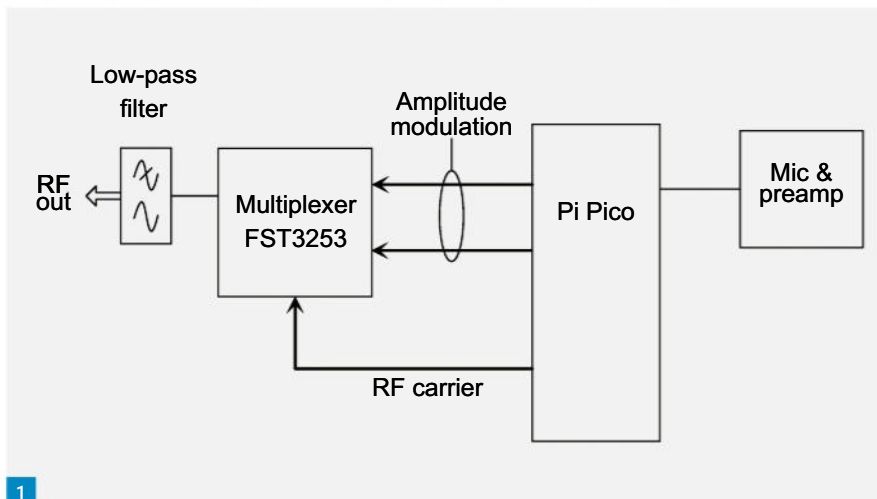 Low-pass
filter
Amplitude
modulation
RF
out
Multiplexer
FST3253
Pi Pico
Mic &
preamp
RF carrier
1